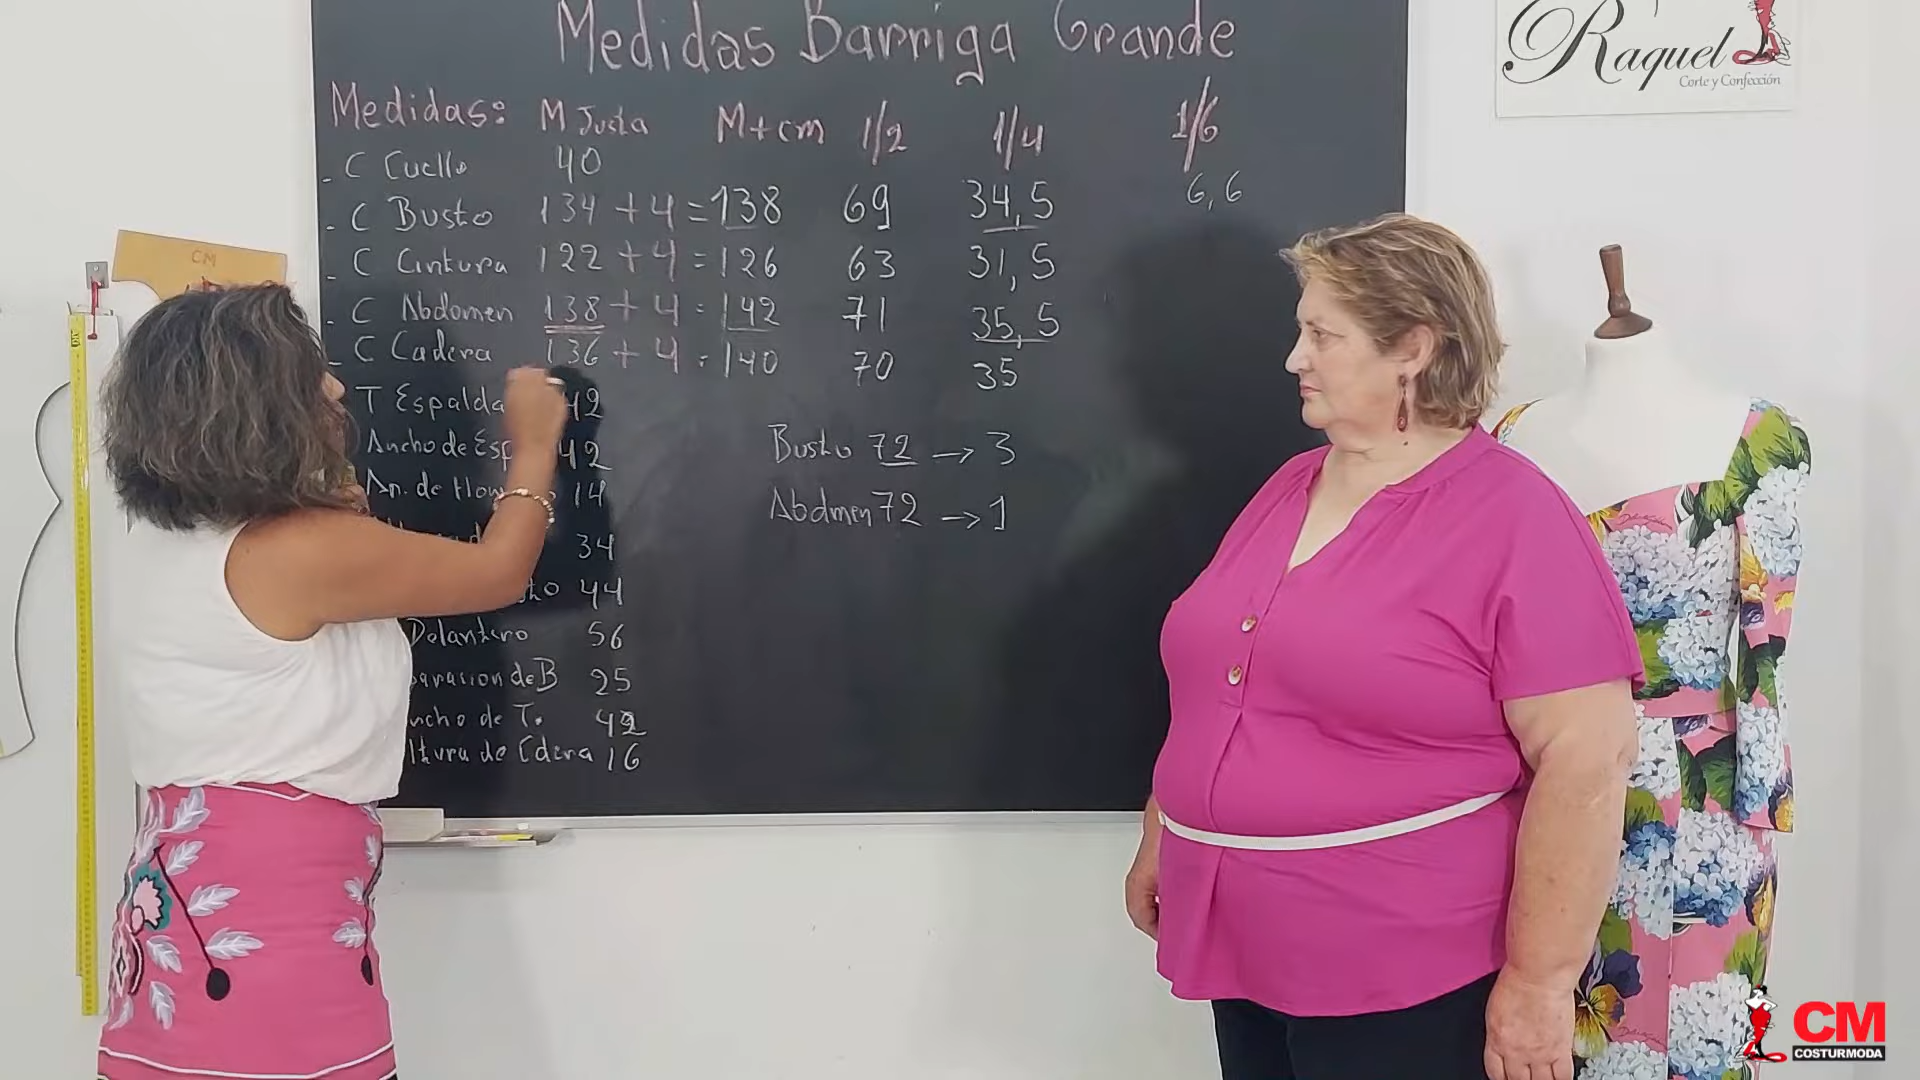 Medidas Barriga Grande
Medidas: M Justa M+cm 1/2 1/4 1/6
- C Cuello 40 6,6
- C Busto 134 + 4 = 138 69 34,5
- C Cintura 122 + 4 = 126 63 31,5
- C Abdomen 138 + 4 = 142 71 35,5
- C Cadera 136 + 4 = 140 70 35
T Espalda 42
Ancho de Esp 42
An. de Hom 14
34
44
Delantero 56
de B 25
ncho de T. 42
ltura de Cdera 16
Busto 72 → 3
Abdmen 72 → 1
Raquel
Corte y Confección
CM
CM
COSTURMODA